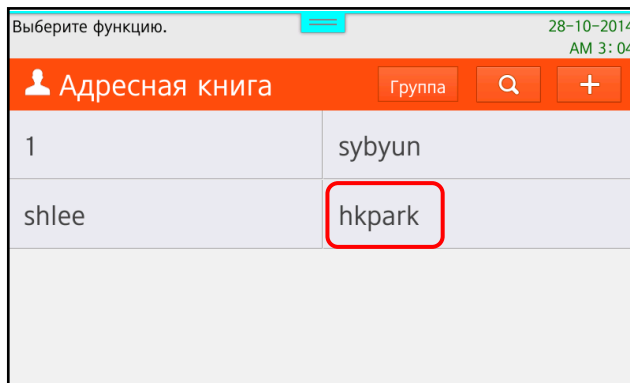 Выберите функцию.
28-10-2014
AM 3:04
Адресная книга
Группа
1
sybyun
shlee
hkpark